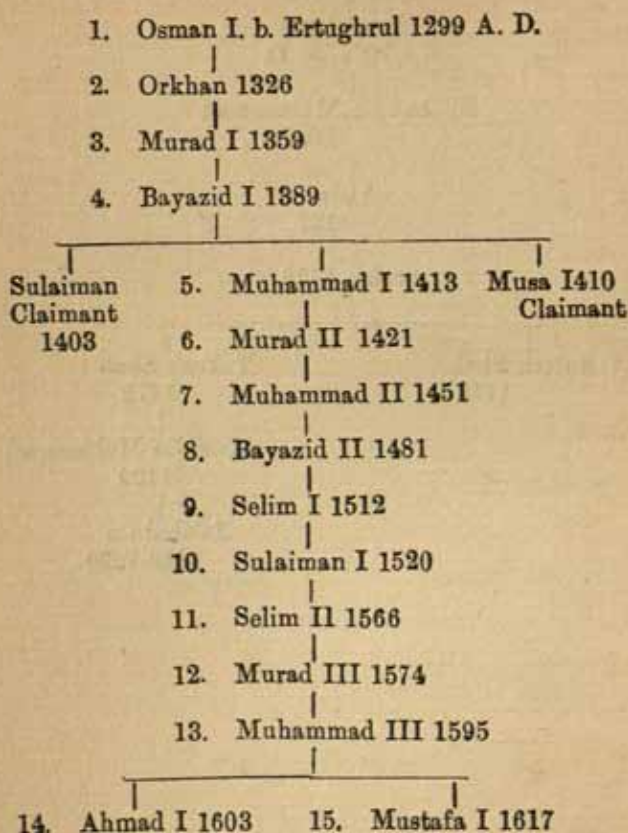 1. Osman I. b. Ertughrul 1299 A. D.
2. Orkhan 1326
3. Murad I 1359
4. Bayazid I 1389
Sulaiman 5. Muhammad I 1413 Musa I410
Claimant Claimant
1403 6. Murad II 1421
7. Muhammad II 1451
8. Bayazid II 1481
9. Selim I 1512
10. Sulaiman I 1520
11. Selim II 1566
12. Murad III 1574
13. Muhammad III 1595
14. Ahmad I 1603 15. Mustafa I 1617